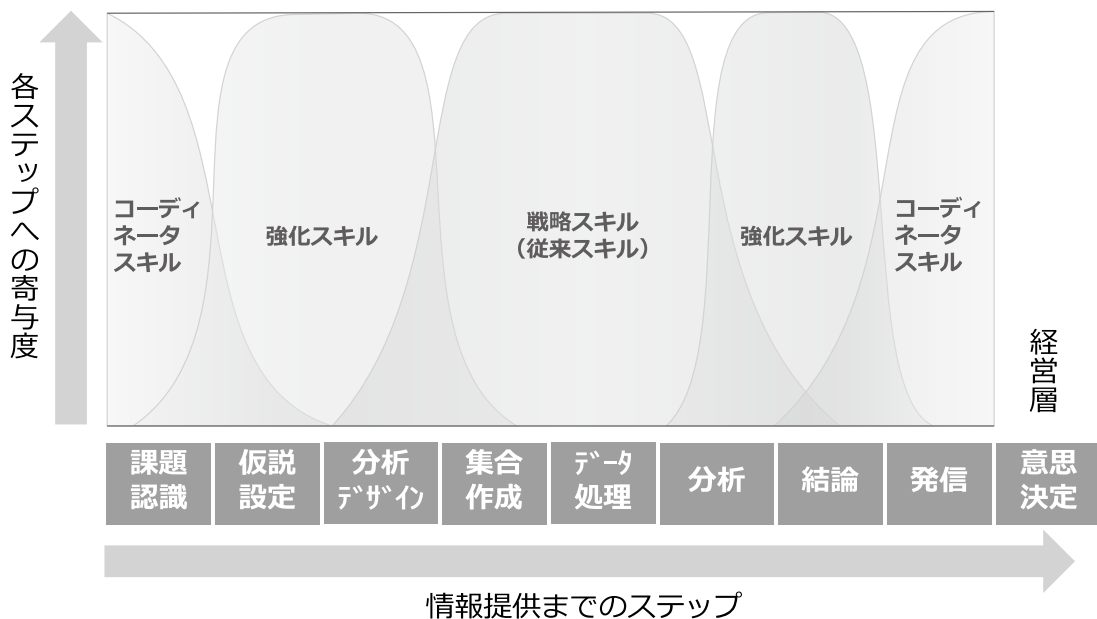 各ステップへの寄与度
コーディ
ネータ
スキル
強化スキル
戦略スキル
（従来スキル）
強化スキル
コーディ
ネータ
スキル
経営層
課題
認識
仮説
設定
分析
ﾃﾞｻﾞｲﾝ
集合
作成
ﾃﾞｰﾀ
処理
分析
結論
発信
意思
決定
情報提供までのステップ